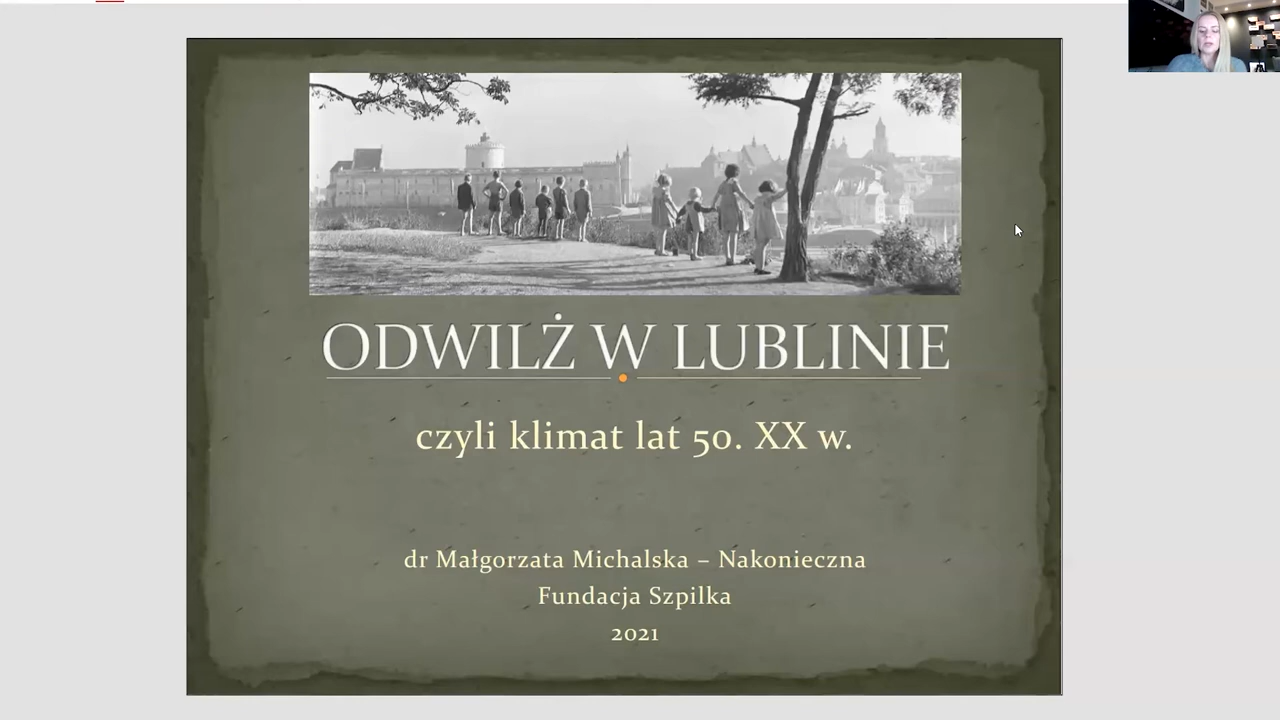 ODWILŻ W LUBLINIE
czyli klimat lat 50. XX w.
dr Małgorzata Michalska – Nakonieczna
Fundacja Szpilka
2021